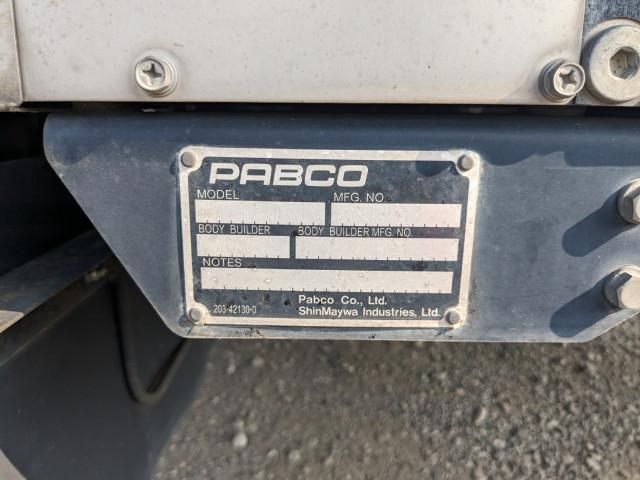 PABCO
MODEL MFG. NO.
BODY BUILDER BODY BUILDER MFG. NO.
NOTES
203-42130-0
Pabco Co., Ltd.
ShinMaywa Industries, Ltd.